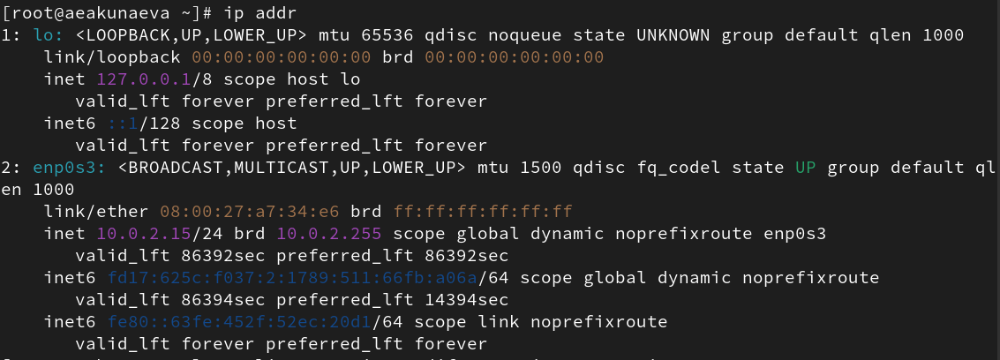 [root@aeakunaeva ~]# ip addr
1: lo: <LOOPBACK,UP,LOWER_UP> mtu 65536 qdisc noqueue state UNKNOWN group default qlen 1000
    link/loopback 00:00:00:00:00:00 brd 00:00:00:00:00:00
    inet 127.0.0.1/8 scope host lo
       valid_lft forever preferred_lft forever
    inet6 ::1/128 scope host
       valid_lft forever preferred_lft forever
2: enp0s3: <BROADCAST,MULTICAST,UP,LOWER_UP> mtu 1500 qdisc fq_codel state UP group default ql
en 1000
    link/ether 08:00:27:a7:34:e6 brd ff:ff:ff:ff:ff:ff
    inet 10.0.2.15/24 brd 10.0.2.255 scope global dynamic noprefixroute enp0s3
       valid_lft 86392sec preferred_lft 86392sec
    inet6 fd17:625c:f037:2:1789:511:66fb:a06a/64 scope global dynamic noprefixroute
       valid_lft 86394sec preferred_lft 14394sec
    inet6 fe80::63fe:452f:52ec:20d1/64 scope link noprefixroute
       valid_lft forever preferred_lft forever